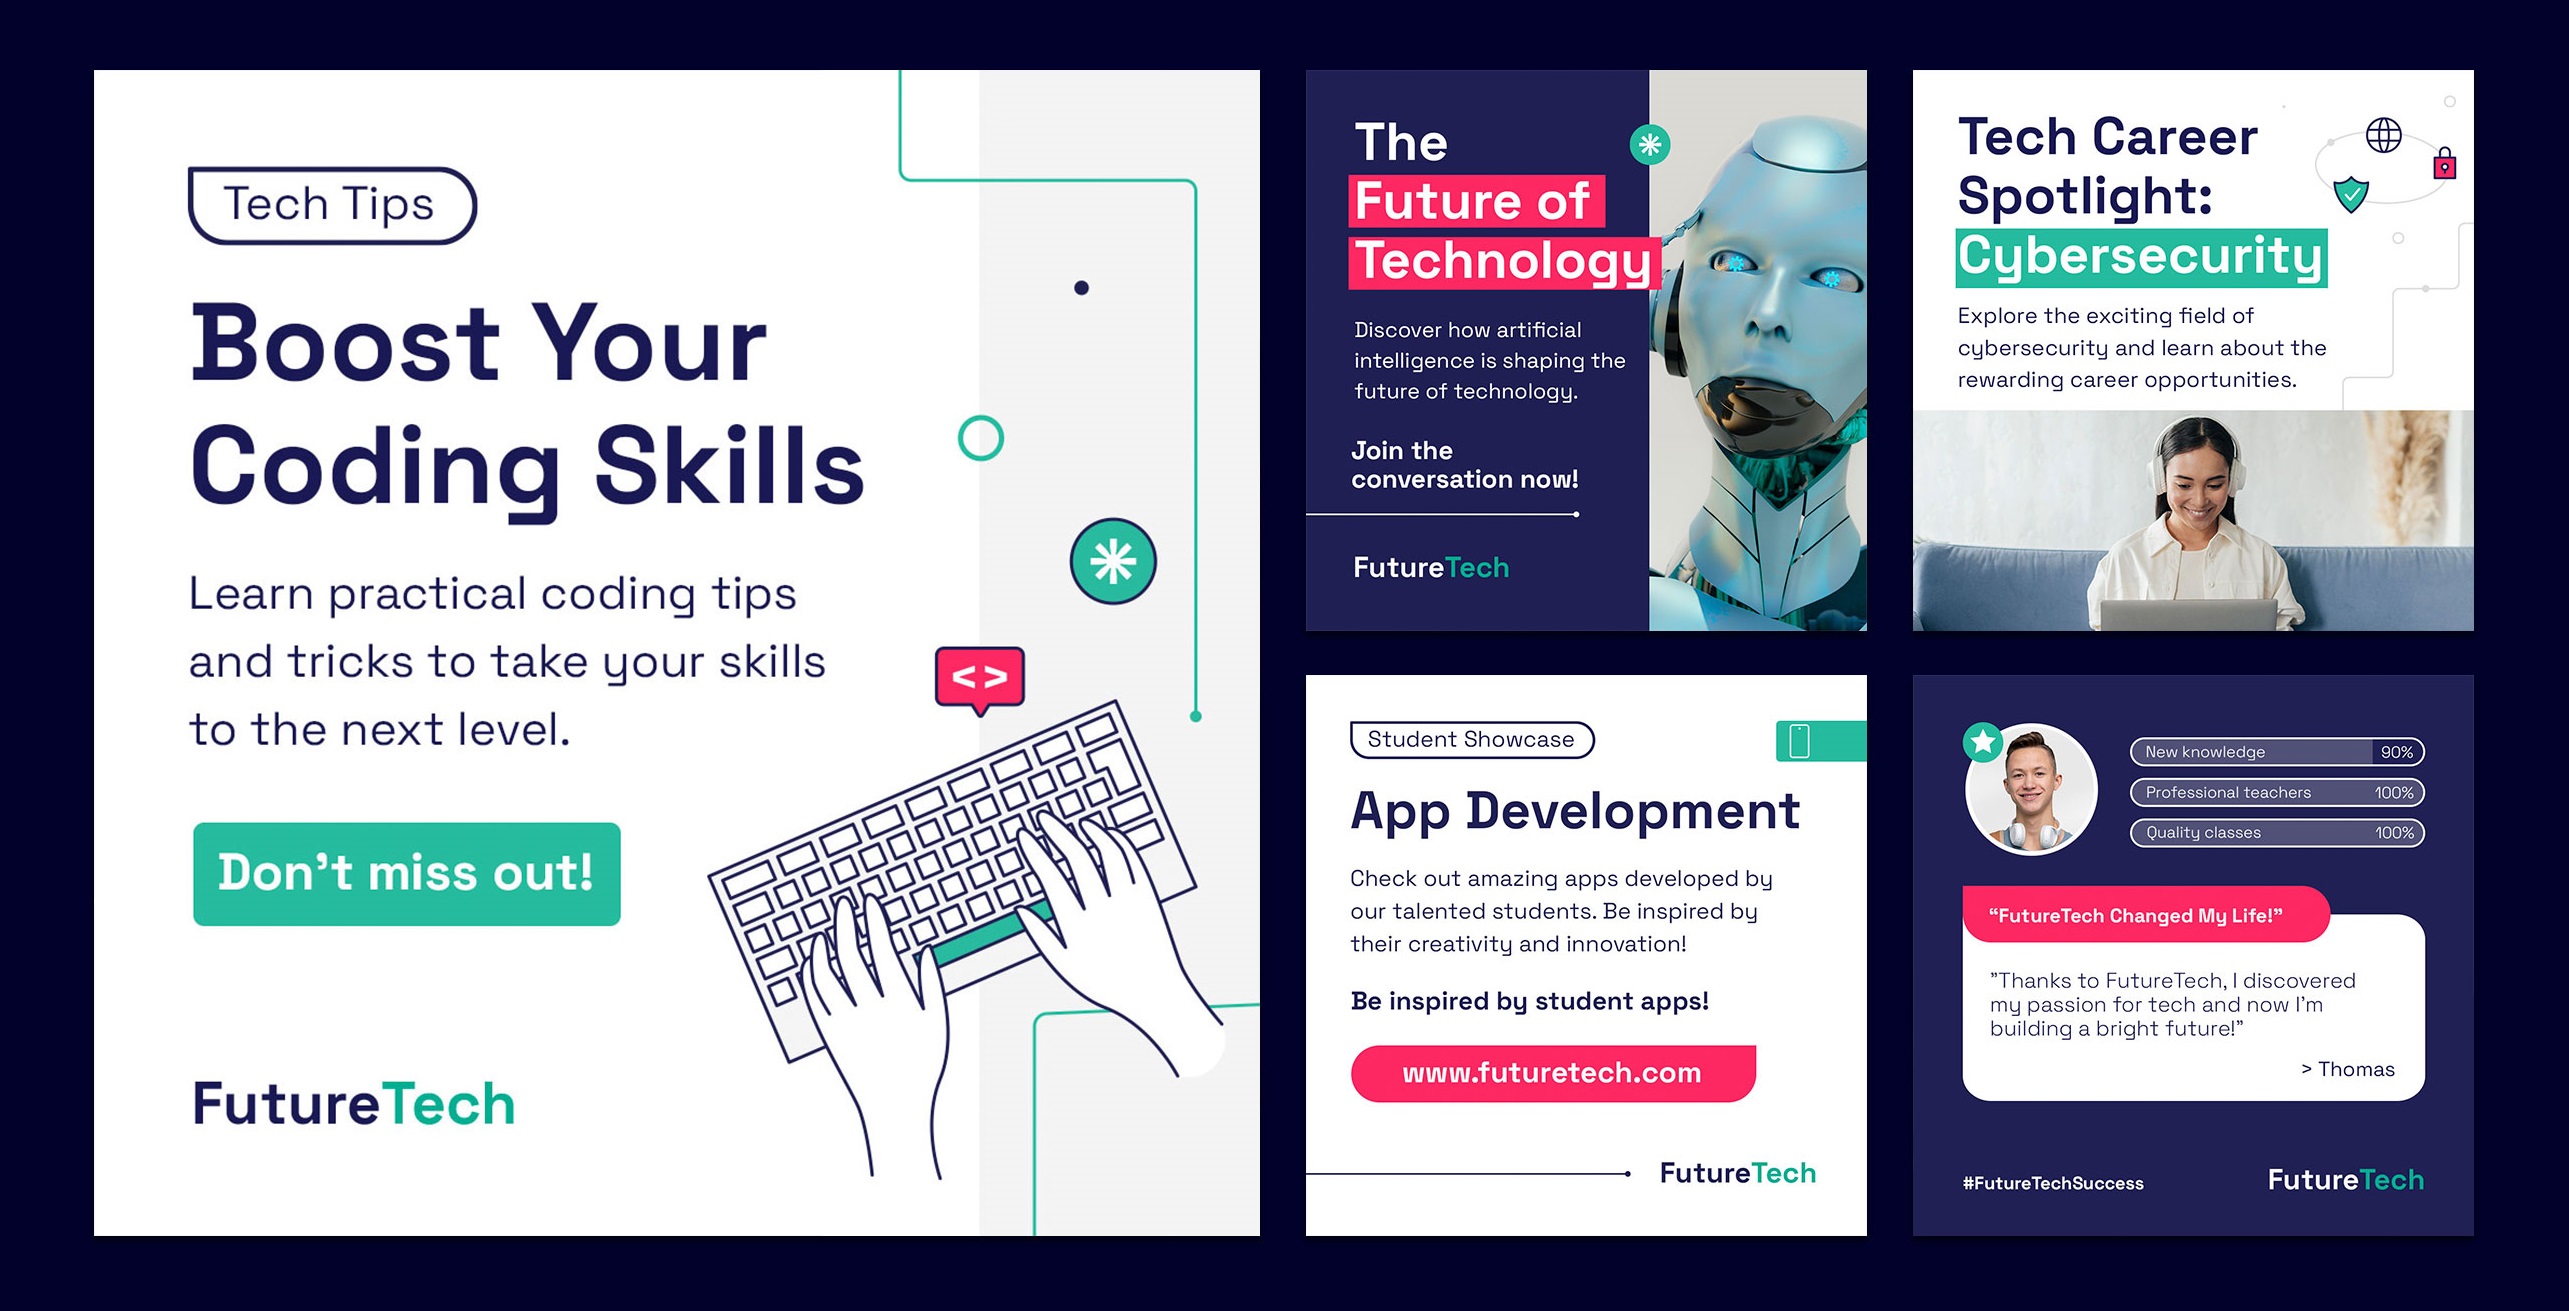 Tech Tips
Boost Your
Coding Skills
Learn practical coding tips
and tricks to take your skills
to the next level.
< >
Don't miss out!
FutureTech
The
Future of
Technology
Discover how artificial
intelligence is shaping the
future of technology.
Join the
conversation now!
FutureTech
Tech Career
Spotlight:
Cybersecurity
Explore the exciting field of
cybersecurity and learn about the
rewarding career opportunities.
Student Showcase
App Development
Check out amazing apps developed by
our talented students. Be inspired by
their creativity and innovation!
Be inspired by student apps!
www.futuretech.com
FutureTech
New knowledge 90%
Professional teachers 100%
Quality classes 100%
“FutureTech Changed My Life!”
”Thanks to FutureTech, I discovered
my passion for tech and now I’m
building a bright future!”
> Thomas
#FutureTechSuccess
FutureTech